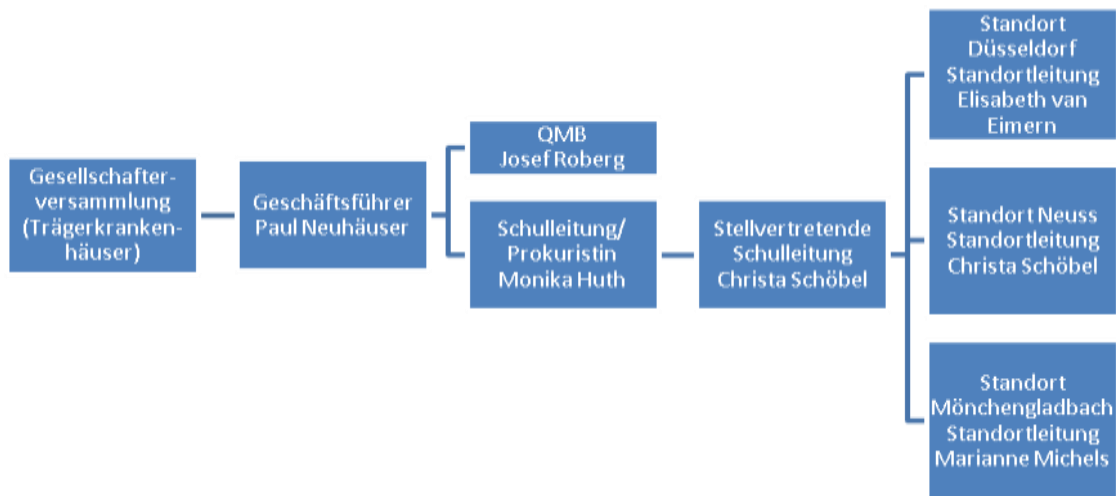 Gesellschafter-
versammlung
(Trägerkranken-
häuser)
Geschäftsführer
Paul Neuhäuser
QMB
Josef Roberg
Schulleitung/
Prokuristin
Monika Huth
Stellvertretende
Schulleitung
Christa Schöbel
Standort
Düsseldorf
Standortleitung
Elisabeth van
Eimern
Standort Neuss
Standortleitung
Christa Schöbel
Standort
Mönchengladbach
Standortleitung
Marianne Michels